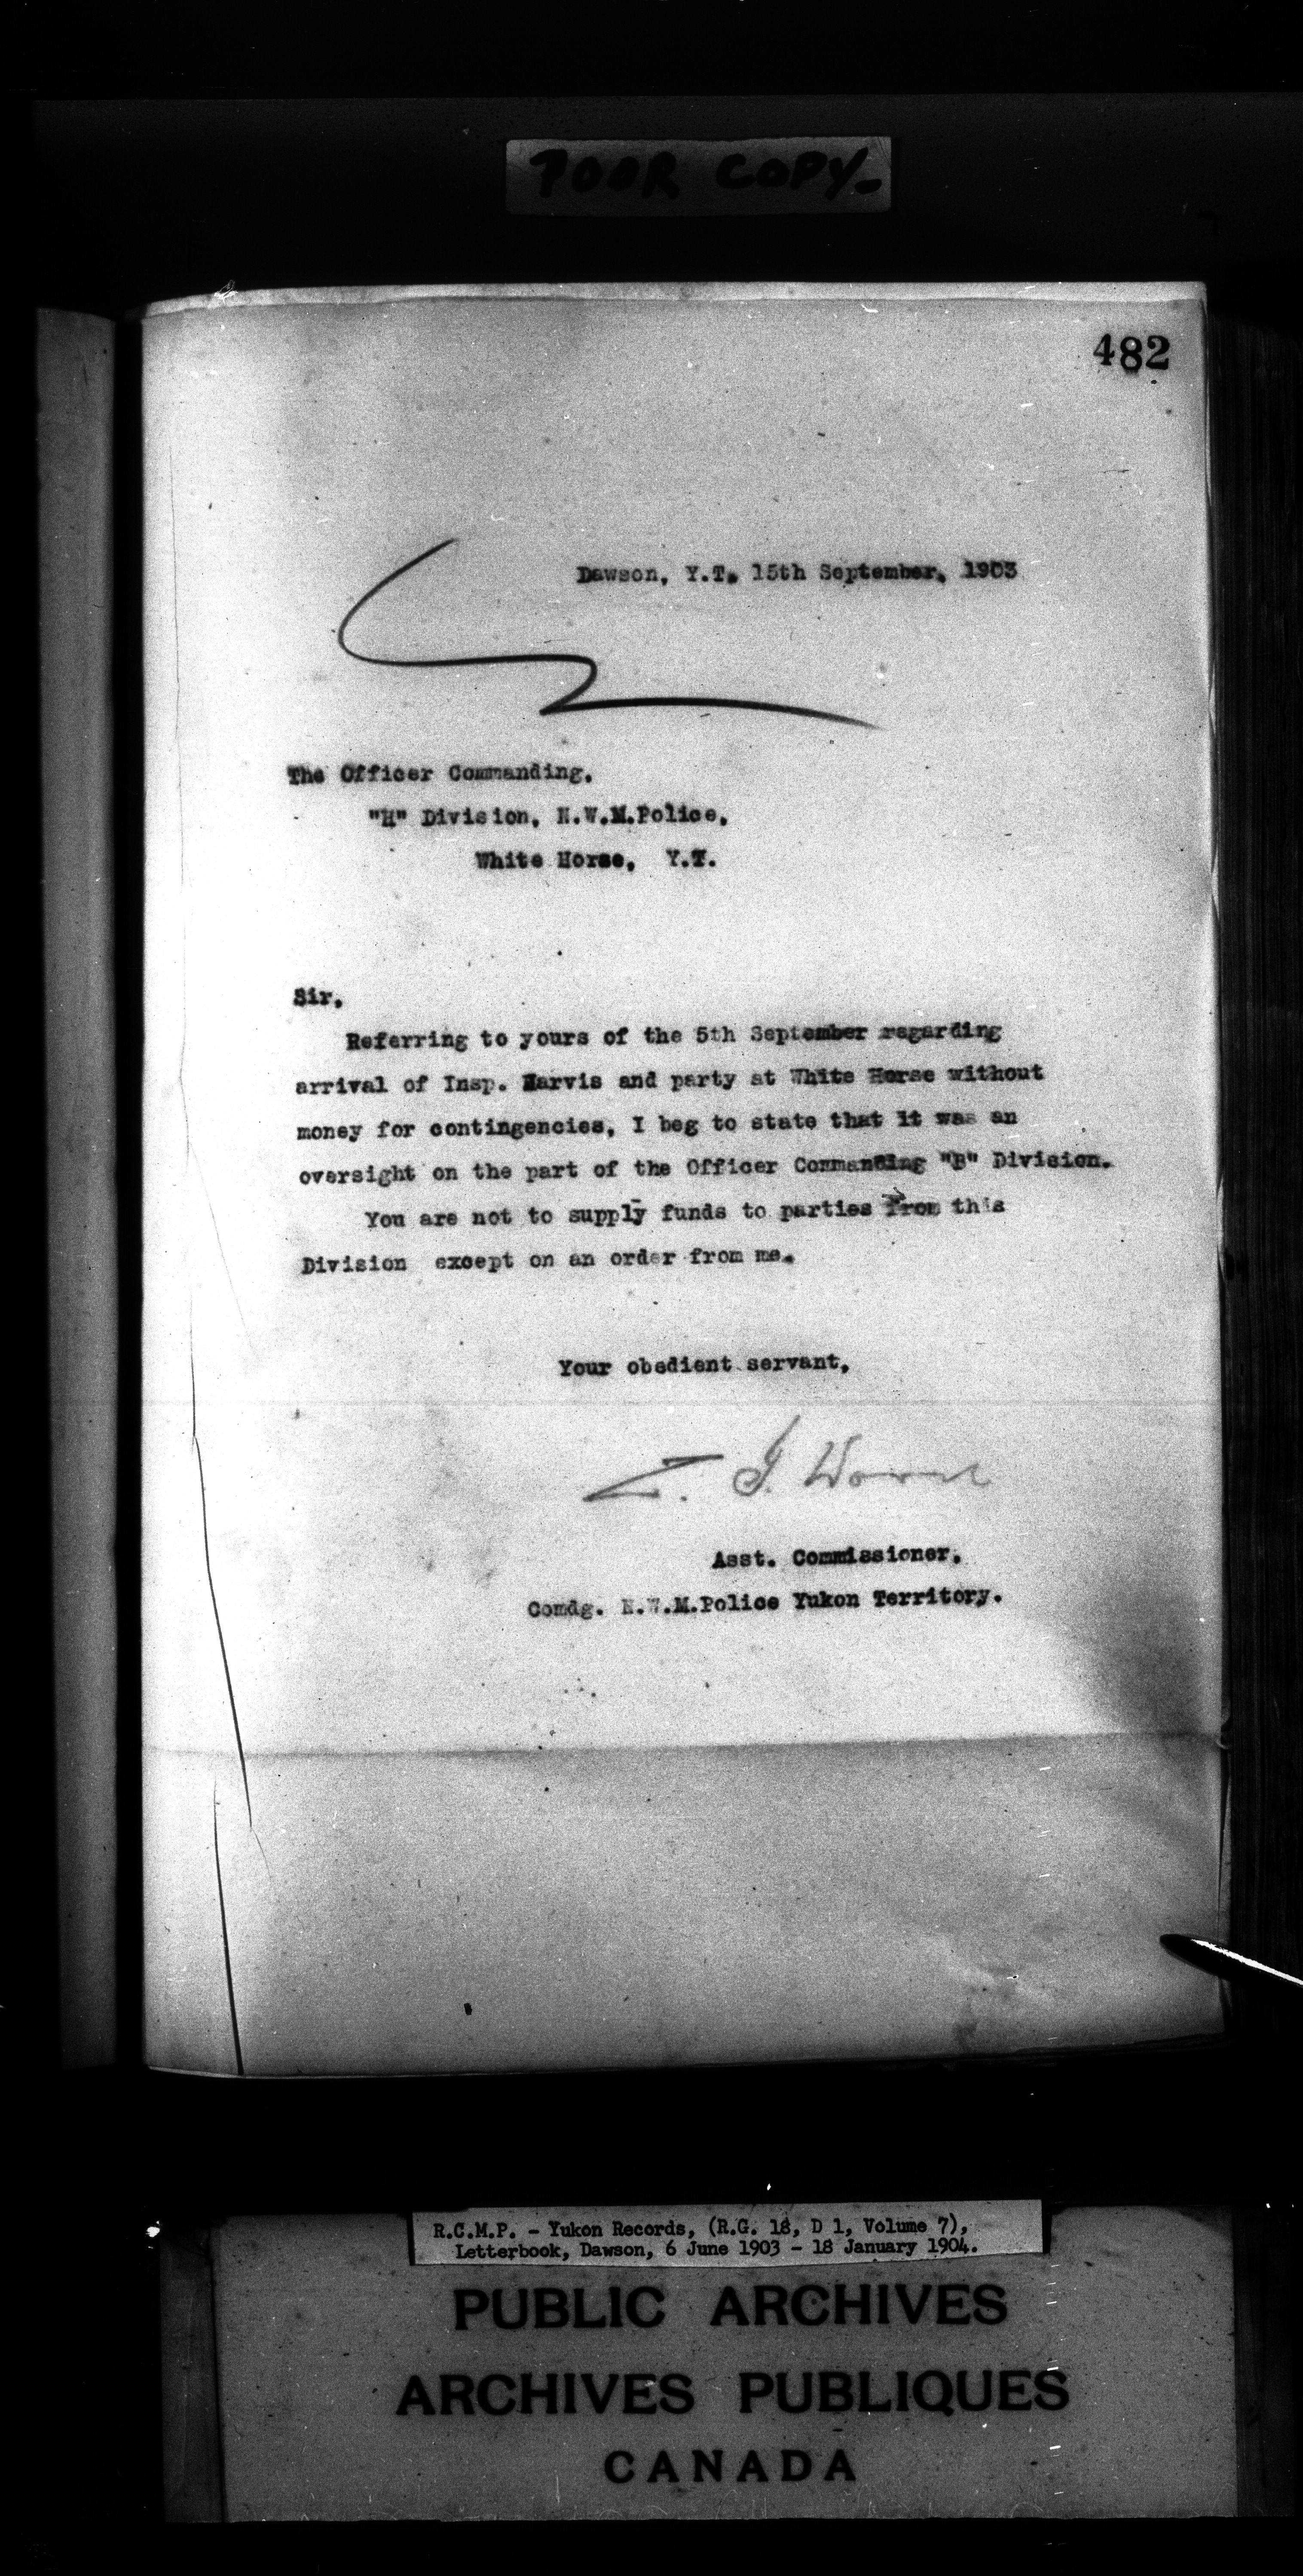 POOR COPY-
482
Dawson, Y.T. 15th September, 1903
The Officer Commanding,
"H" Division, N.W.M.Police,
White Horse, Y.T.
Sir,
Referring to yours of the 5th September regarding
arrival of Insp. Jarvis and party at White Horse without
money for contingencies, I beg to state that it was an
oversight on the part of the Officer Commanding "B" Division.
You are not to supply funds to parties from this
Division except on an order from me.
Your obedient servant,
Z. T. Wood
Asst. Commissioner.
Comdg. N.W.M.Police Yukon Territory.
R.C.M.P. - Yukon Records, (R.G. 18, D 1, Volume 7),
Letterbook, Dawson, 6 June 1903 - 18 January 1904.
PUBLIC ARCHIVES
ARCHIVES PUBLIQUES
CANADA